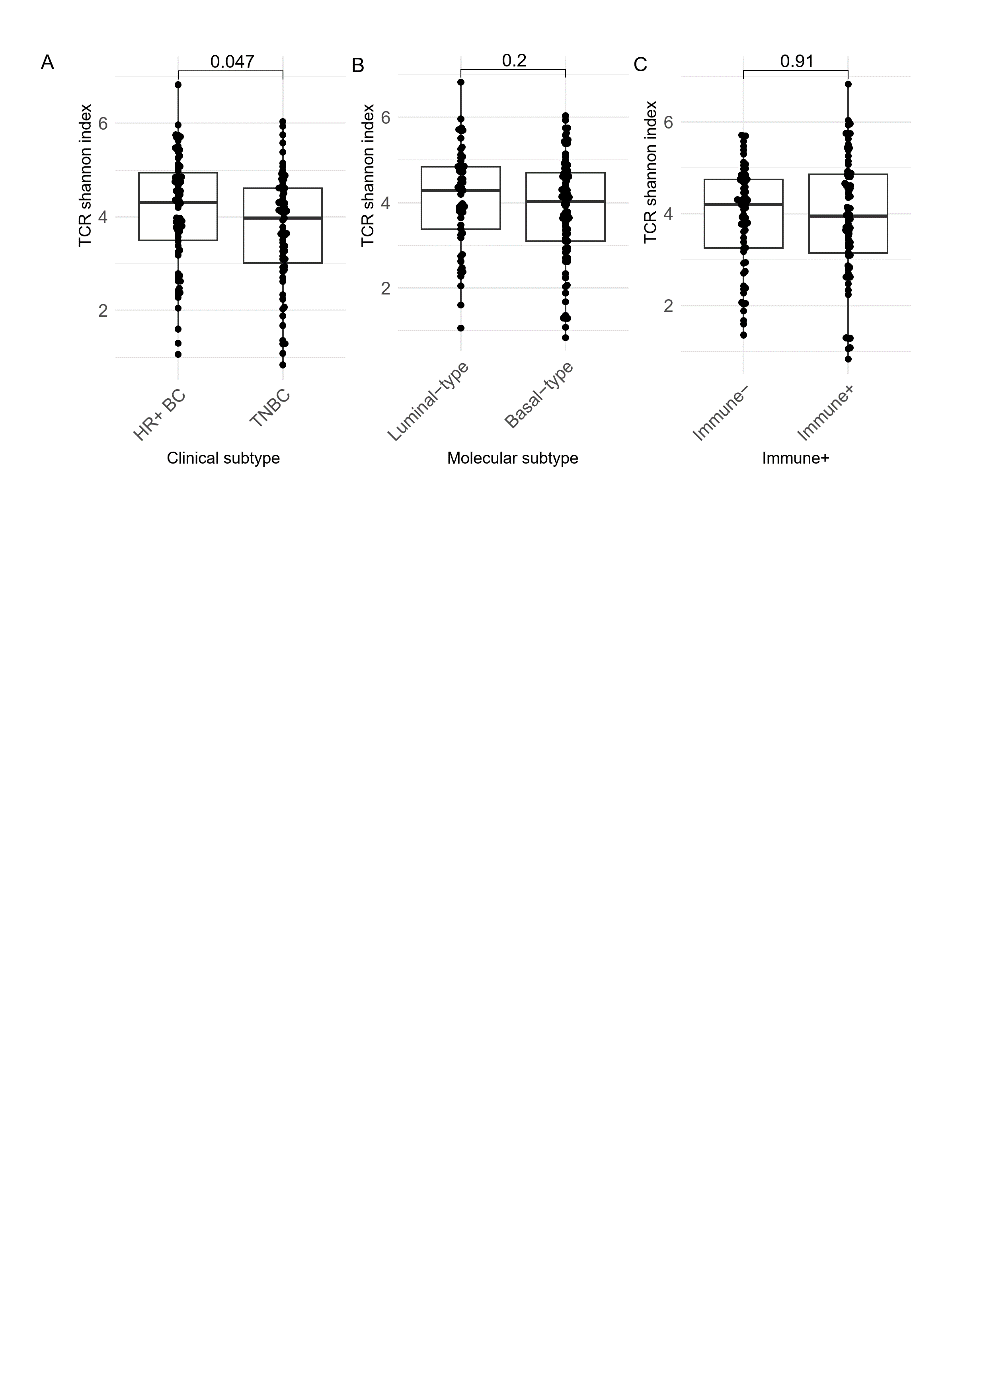 A
0.047
TCR shannon index
6
4
2
HR+ BC
TNBC
Clinical subtype
B
0.2
TCR shannon index
6
4
2
Luminal−type
Basal−type
Molecular subtype
C
0.91
TCR shannon index
6
4
2
Immune−
Immune+
Immune+